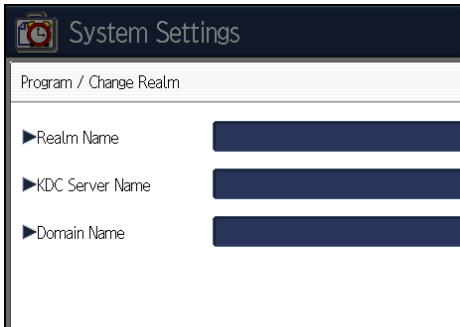 System Settings
Program / Change Realm
▶Realm Name
▶KDC Server Name
▶Domain Name